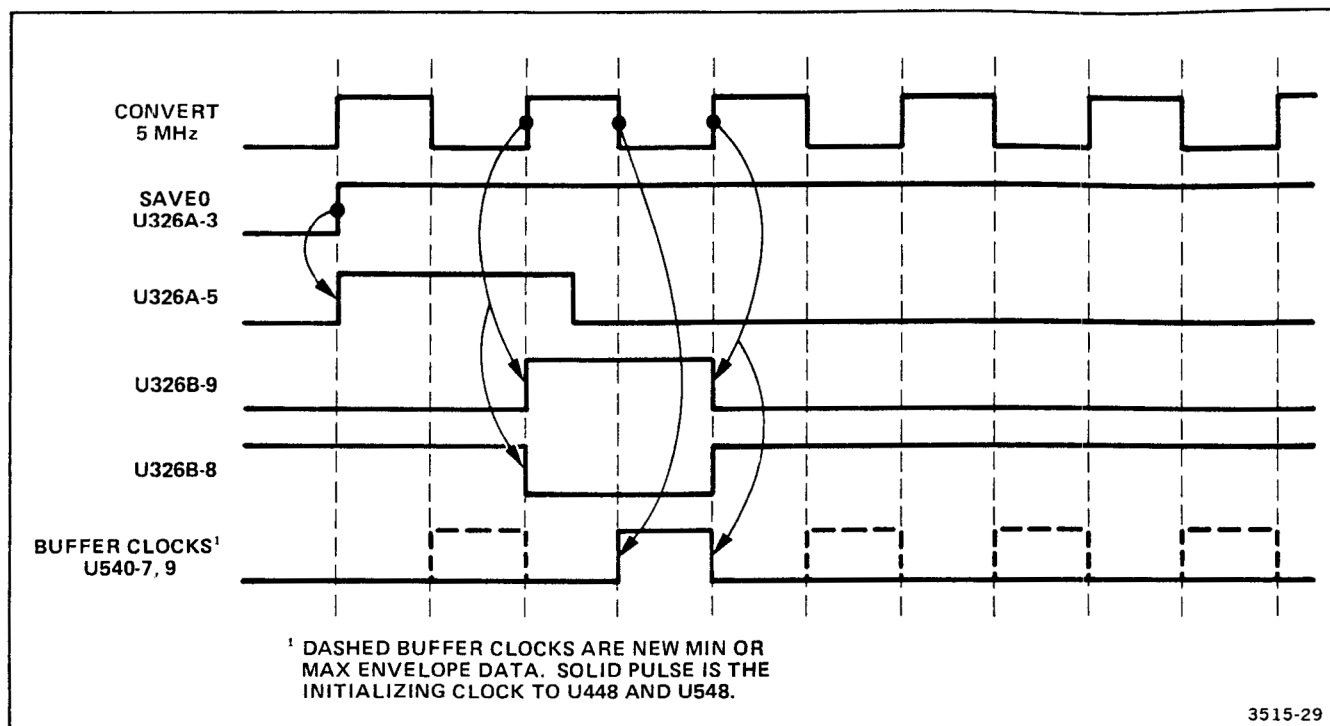 CONVERT
5 MHz
SAVE0
U326A-3
U326A-5
U326B-9
U326B-8
BUFFER CLOCKS¹
U540-7, 9
¹ DASHED BUFFER CLOCKS ARE NEW MIN OR
MAX ENVELOPE DATA. SOLID PULSE IS THE
INITIALIZING CLOCK TO U448 AND U548.
3515-29